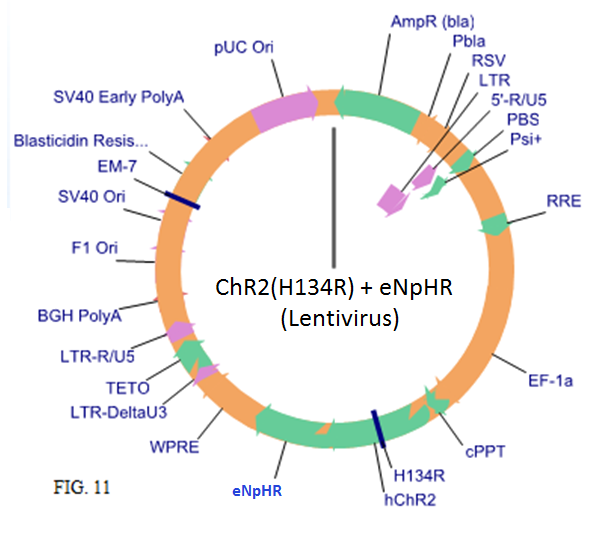 AmpR (bla)
pUC Ori
Pbla
RSV
LTR
SV40 Early PolyA
5'-R/U5
PBS
Blasticidin Resis...
Psi+
EM-7
SV40 Ori
RRE
F1 Ori
ChR2(H134R) + eNpHR
(Lentivirus)
BGH PolyA
LTR-R/U5
EF-1a
TETO
LTR-DeltaU3
WPRE
cPPT
H134R
FIG. 11
eNpHR
hChR2